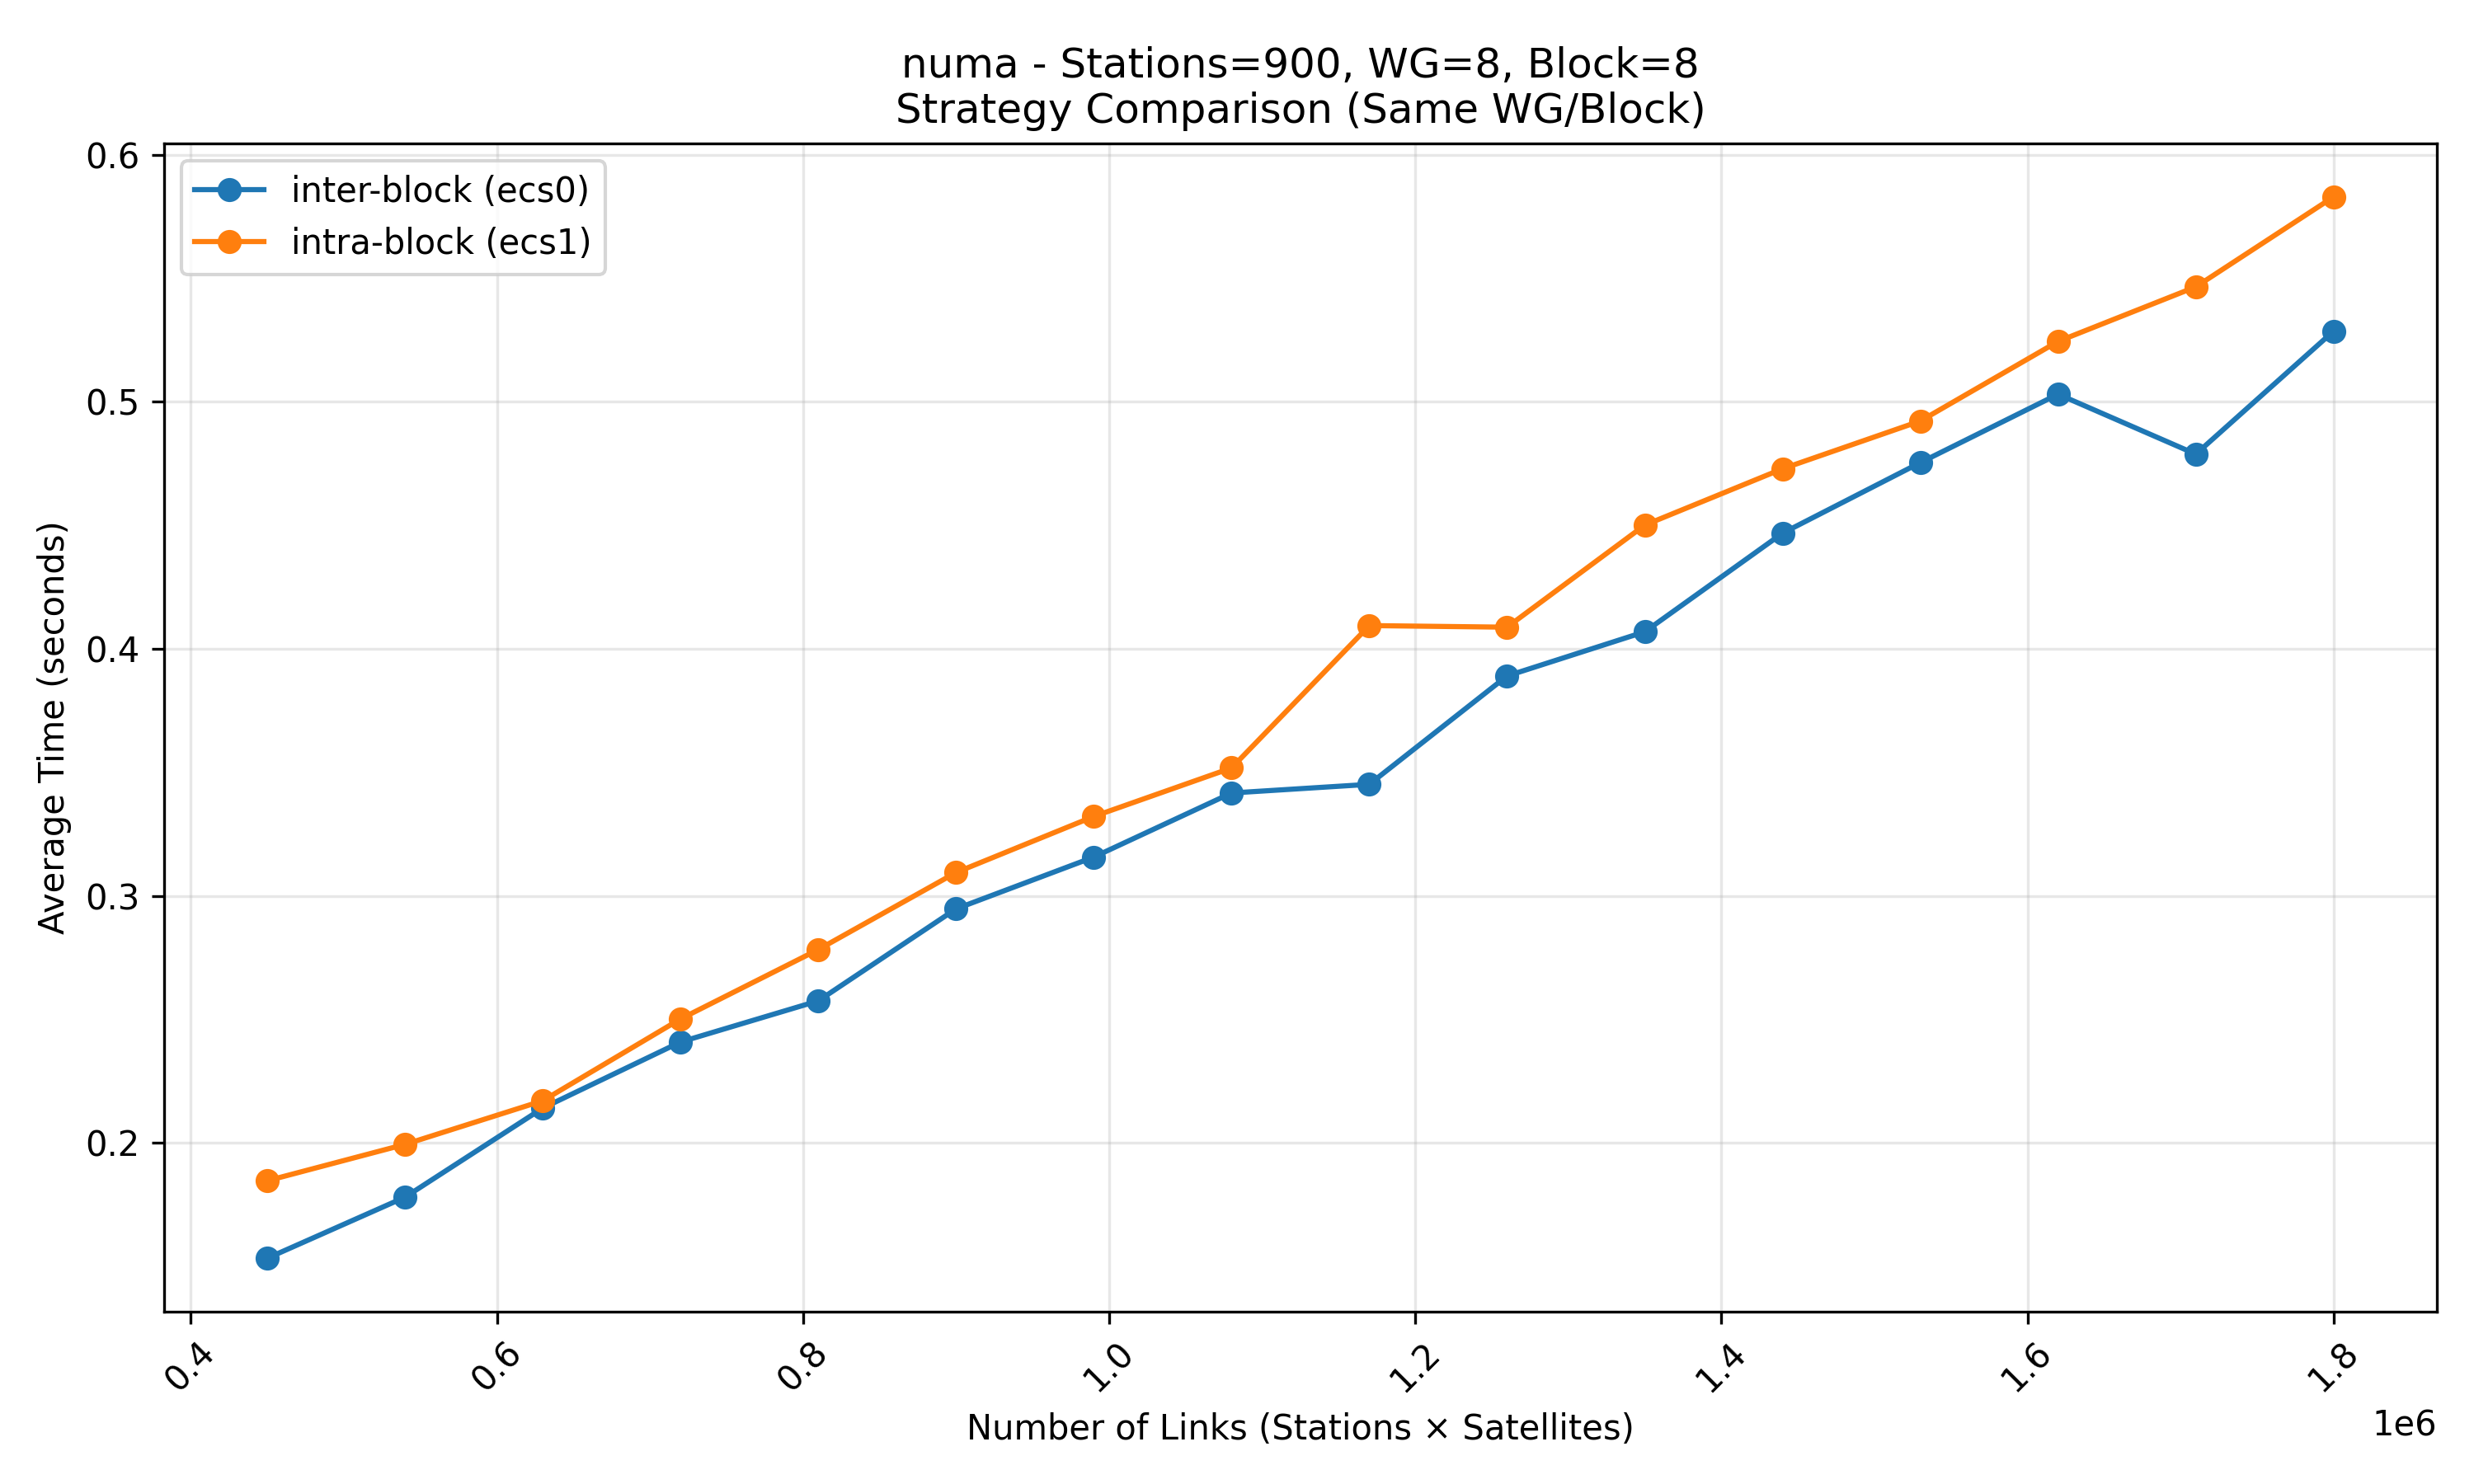 numa - Stations=900, WG=8, Block=8
Strategy Comparison (Same WG/Block)
inter-block (ecs0)
intra-block (ecs1)
Average Time (seconds)
0.6
0.5
0.4
0.3
0.2
0.4
0.6
0.8
1.0
1.2
1.4
1.6
1.8
1e6
Number of Links (Stations × Satellites)